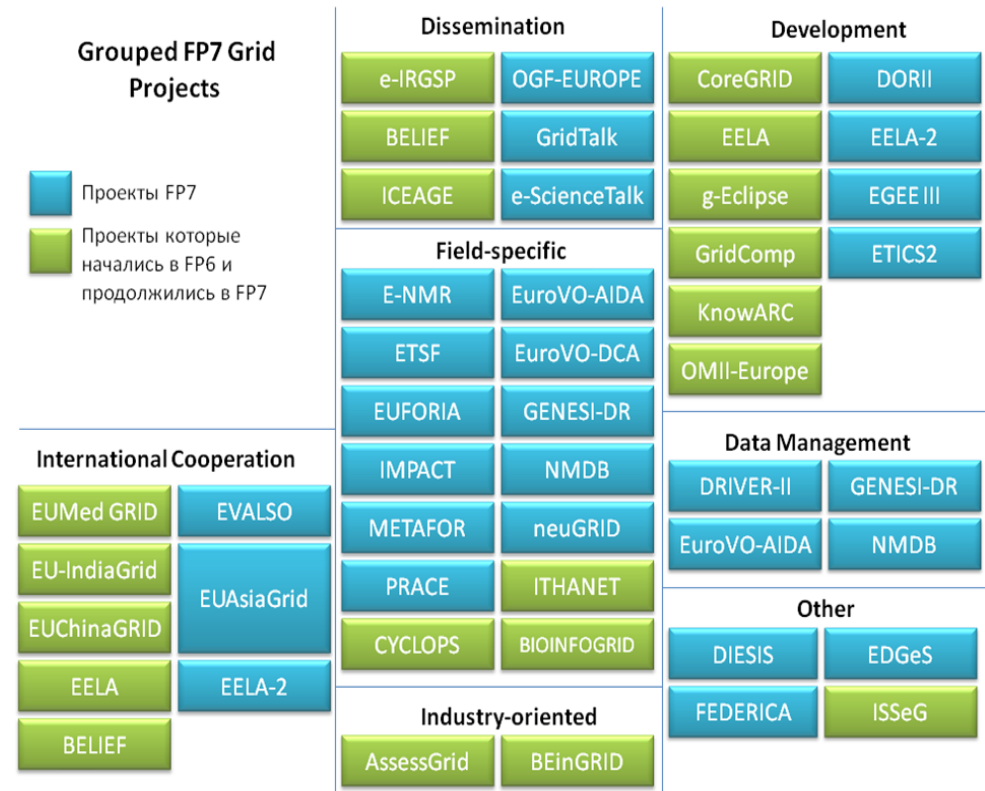 Grouped FP7 Grid
Projects
Проекты FP7
Проекты которые
начались в FP6 и
продолжились в FP7
International Cooperation
EUMed GRID
EVALSO
EU-IndiaGrid
EUAsiaGrid
EUChinaGRID
EELA
EELA-2
BELIEF
Dissemination
e-IRGSP
OGF-EUROPE
BELIEF
GridTalk
ICEAGE
e-ScienceTalk
Field-specific
E-NMR
EuroVO-AIDA
ETSF
EuroVO-DCA
EUFORIA
GENESI-DR
IMPACT
NMDB
METAFOR
neuGRID
PRACE
ITHANET
CYCLOPS
BIOINFOGRID
Industry-oriented
AssessGrid
BEinGRID
Development
CoreGRID
DORII
EELA
EELA-2
g-Eclipse
EGEE III
GridComp
ETICS2
KnowARC
OMII-Europe
Data Management
DRIVER-II
GENESI-DR
EuroVO-AIDA
NMDB
Other
DIESIS
EDGeS
FEDERICA
ISSeG